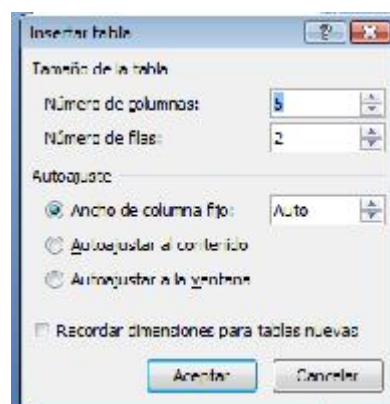 Insertar tabla
Tamaño de la tabla
Número de columnas: 5
Número de filas: 2
Autoajuste
Ancho de columna fijo: Auto
Autoajustar al contenido
Autoajustar a la ventana
Recordar dimensiones para tablas nuevas
Aceptar Cancelar